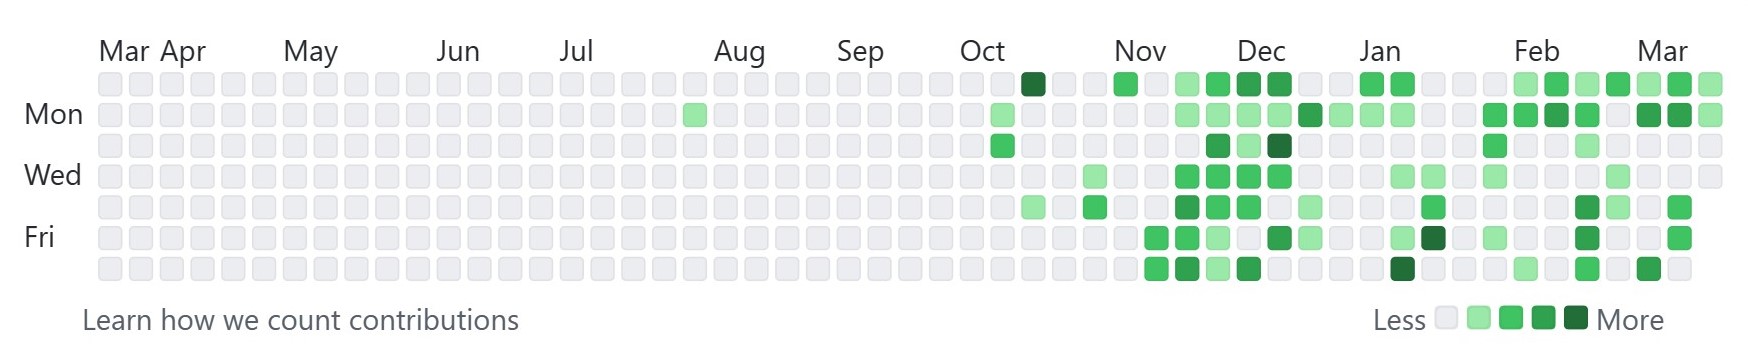 Mar Apr May Jun Jul Aug Sep Oct Nov Dec Jan Feb Mar
Mon
Wed
Fri
Learn how we count contributions Less More